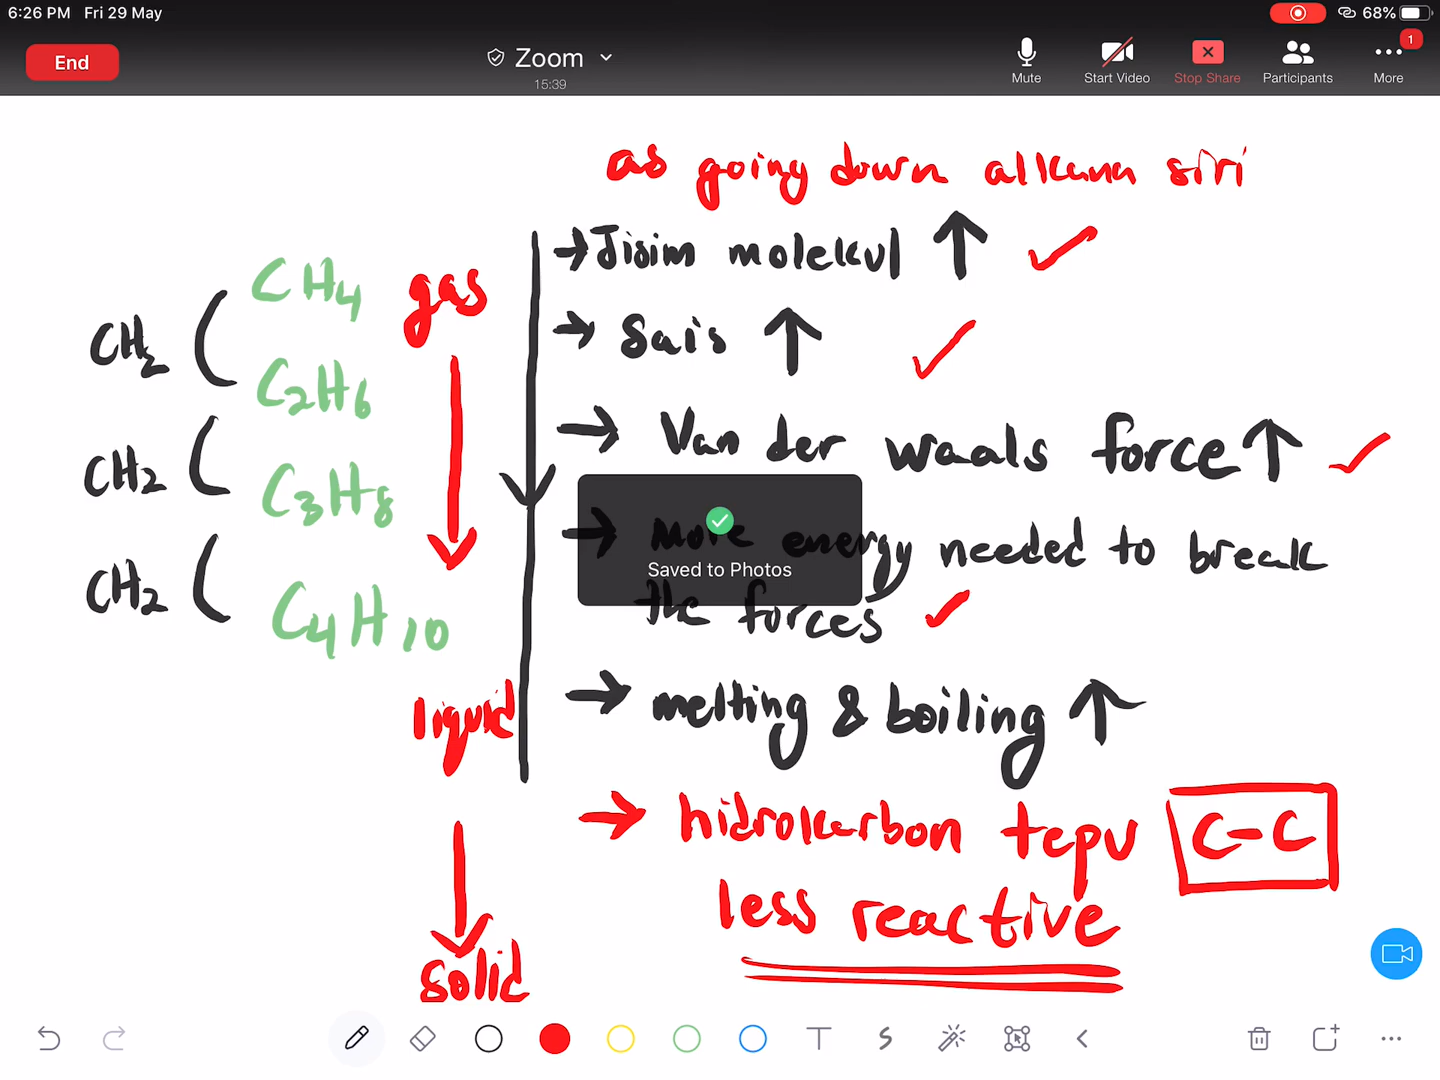 6:26 PM Fri 29 May
68%
End
Zoom
15:39
Mute
Start Video
Stop Share
Participants
More
1
as going down alkana siri
→ Jisim molekul ↑ ✓
→ Sais ↑ ✓
→ Van der waals force ↑ ✓
→ More energy needed to break
the forces ✓
→ melting & boiling ↑
→ hidrokarbon tepu C-C
less reactive
CH4 gas
CH2
C2H6
CH2
C3H8
CH2
C4H10
liquid
solid
Saved to Photos
T